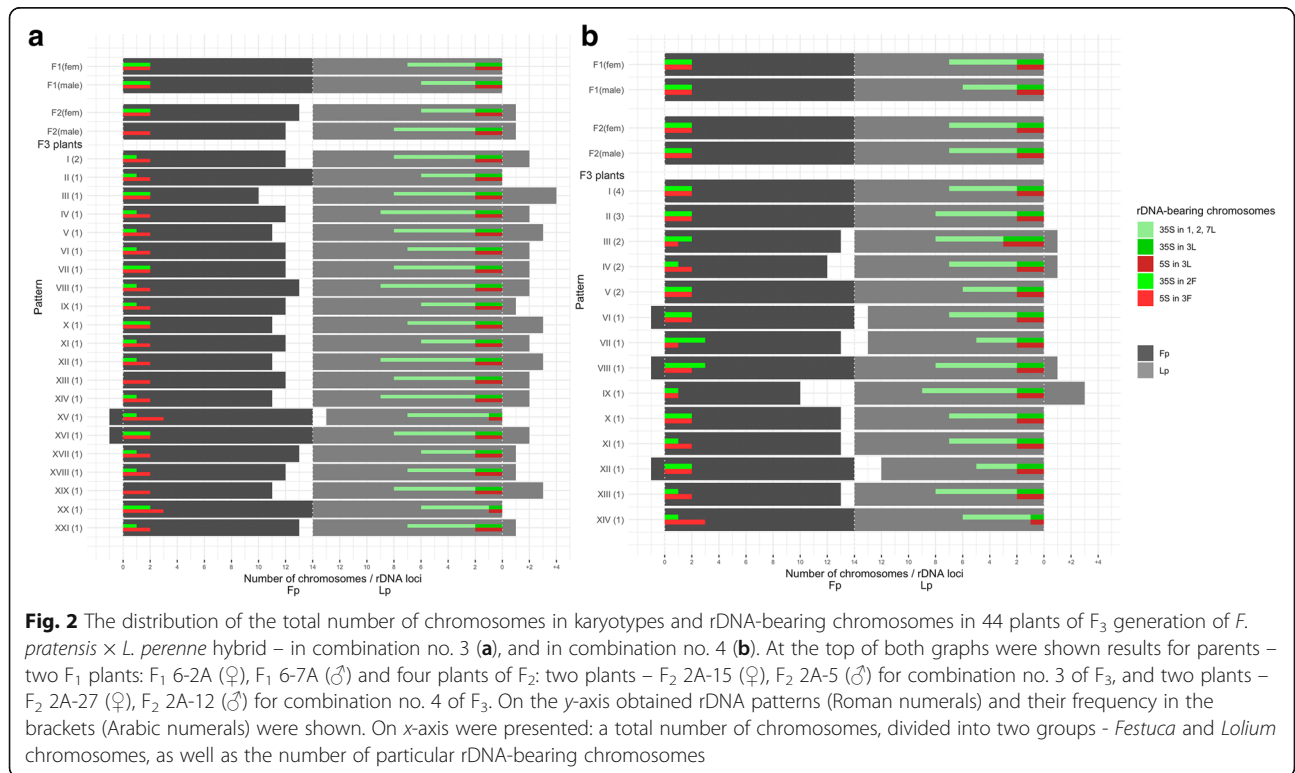 a
F1(fem)
F1(male)
F2(fem)
F2(male)
F3 plants
I (2)
II (1)
III (1)
IV (1)
V (1)
VI (1)
VII (1)
VIII (1)
IX (1)
X (1)
XI (1)
XII (1)
XIII (1)
XIV (1)
XV (1)
XVI (1)
XVII (1)
XVIII (1)
XIX (1)
XX (1)
XXI (1)
Pattern
0 2 4 6 8 10 12 14 12 10 8 6 4 2 0 +2 +4
Number of chromosomes / rDNA loci
Fp Lp
b
F1(fem)
F1(male)
F2(fem)
F2(male)
F3 plants
I (4)
II (3)
III (2)
IV (2)
V (2)
VI (1)
VII (1)
VIII (1)
IX (1)
X (1)
XI (1)
XII (1)
XIII (1)
XIV (1)
Pattern
0 2 4 6 8 10 12 14 12 10 8 6 4 2 0 +2 +4
Number of chromosomes / rDNA loci
Fp Lp
rDNA-bearing chromosomes
35S in 1, 2, 7L
35S in 3L
5S in 3L
35S in 2F
5S in 3F
Fp
Lp
Fig. 2 The distribution of the total number of chromosomes in karyotypes and rDNA-bearing chromosomes in 44 plants of F3 generation of F.
pratensis × L. perenne hybrid – in combination no. 3 (a), and in combination no. 4 (b). At the top of both graphs were shown results for parents –
two F1 plants: F1 6-2A (♀), F1 6-7A (♂) and four plants of F2: two plants – F2 2A-15 (♀), F2 2A-5 (♂) for combination no. 3 of F3, and two plants –
F2 2A-27 (♀), F2 2A-12 (♂) for combination no. 4 of F3. On the y-axis obtained rDNA patterns (Roman numerals) and their frequency in the
brackets (Arabic numerals) were shown. On x-axis were presented: a total number of chromosomes, divided into two groups - Festuca and Lolium
chromosomes, as well as the number of particular rDNA-bearing chromosomes